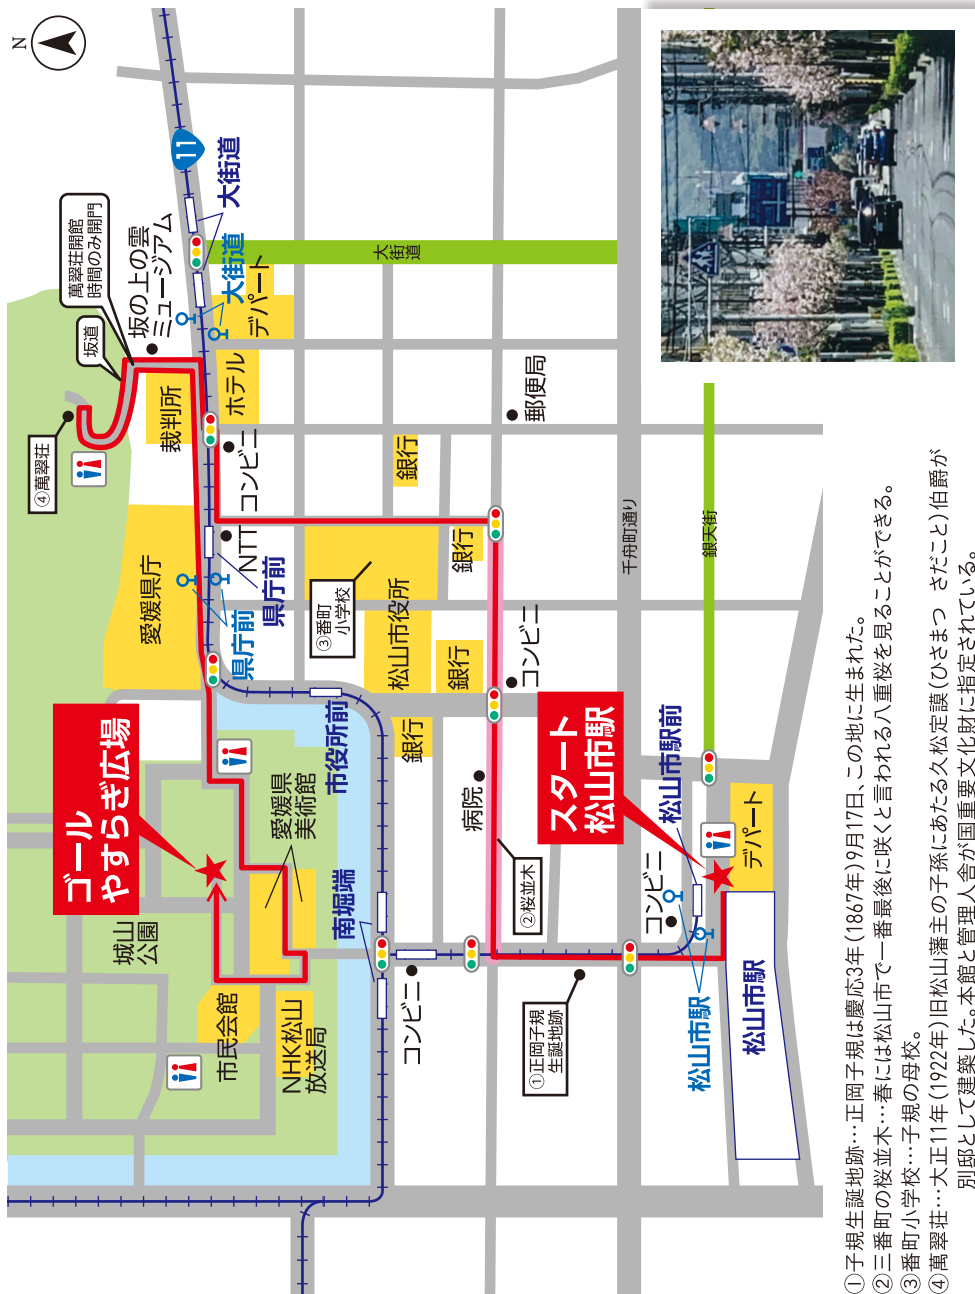 N
11
大街道
大街道
大街道
萬翠荘開館
時間のみ開門
坂の上の雲
ミュージアム
坂道
④萬翠荘
裁判所
ホテル
デパート
コンビニ
NTT
愛媛県庁
県庁前
県庁前
③番町
小学校
松山市役所
銀行
銀行
銀行
銀行
郵便局
千舟町通り
銀天街
コンビニ
ゴール
やすらぎ広場
市役所前
愛媛県
美術館
城山
公園
南堀端
市民会館
NHK松山
放送局
コンビニ
病院
②桜並木
スタート
松山市駅
松山市駅前
デパート
コンビニ
①正岡子規
生誕地跡
松山市駅
松山市駅
①子規生誕地跡…正岡子規は慶応3年(1867年)9月17日、この地に生まれた。
②三番町の桜並木…春には松山市で一番最後に咲くと言われる八重桜を見ることができる。
③番町小学校…子規の母校。
④萬翠荘…大正11年(1922年)旧松山藩主の子孫にあたる久松定謨(ひさまつ さだこと)伯爵が
別邸として建築した。本館と管理人舎が国重要文化財に指定されている。